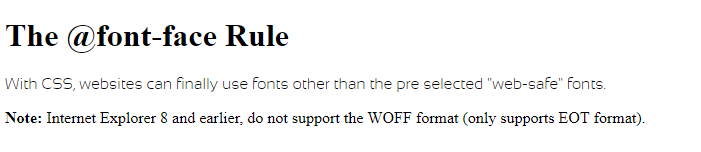 The @font-face Rule
With CSS, websites can finally use fonts other than the pre selected "web-safe" fonts.
Note: Internet Explorer 8 and earlier, do not support the WOFF format (only supports EOT format).